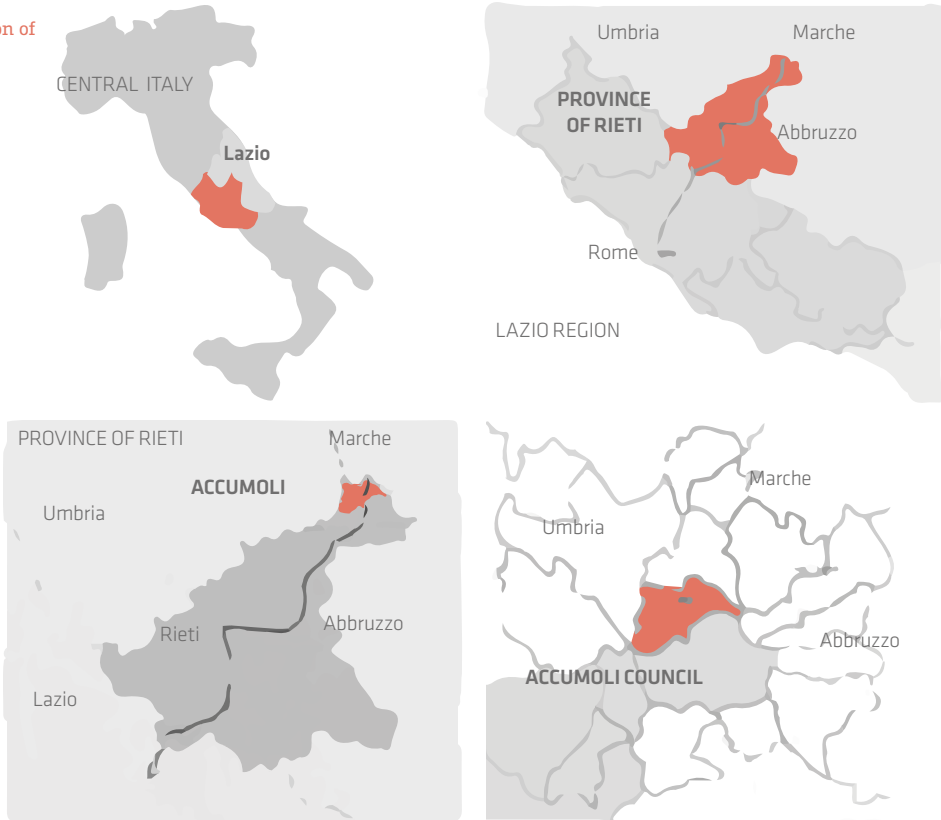 on of
CENTRAL ITALY
Lazio
Umbria
Marche
PROVINCE
OF RIETI
Abbruzzo
Rome
LAZIO REGION
PROVINCE OF RIETI
Marche
ACCUMOLI
Umbria
Rieti
Abbruzzo
Lazio
Marche
Umbria
Abbruzzo
ACCUMOLI COUNCIL